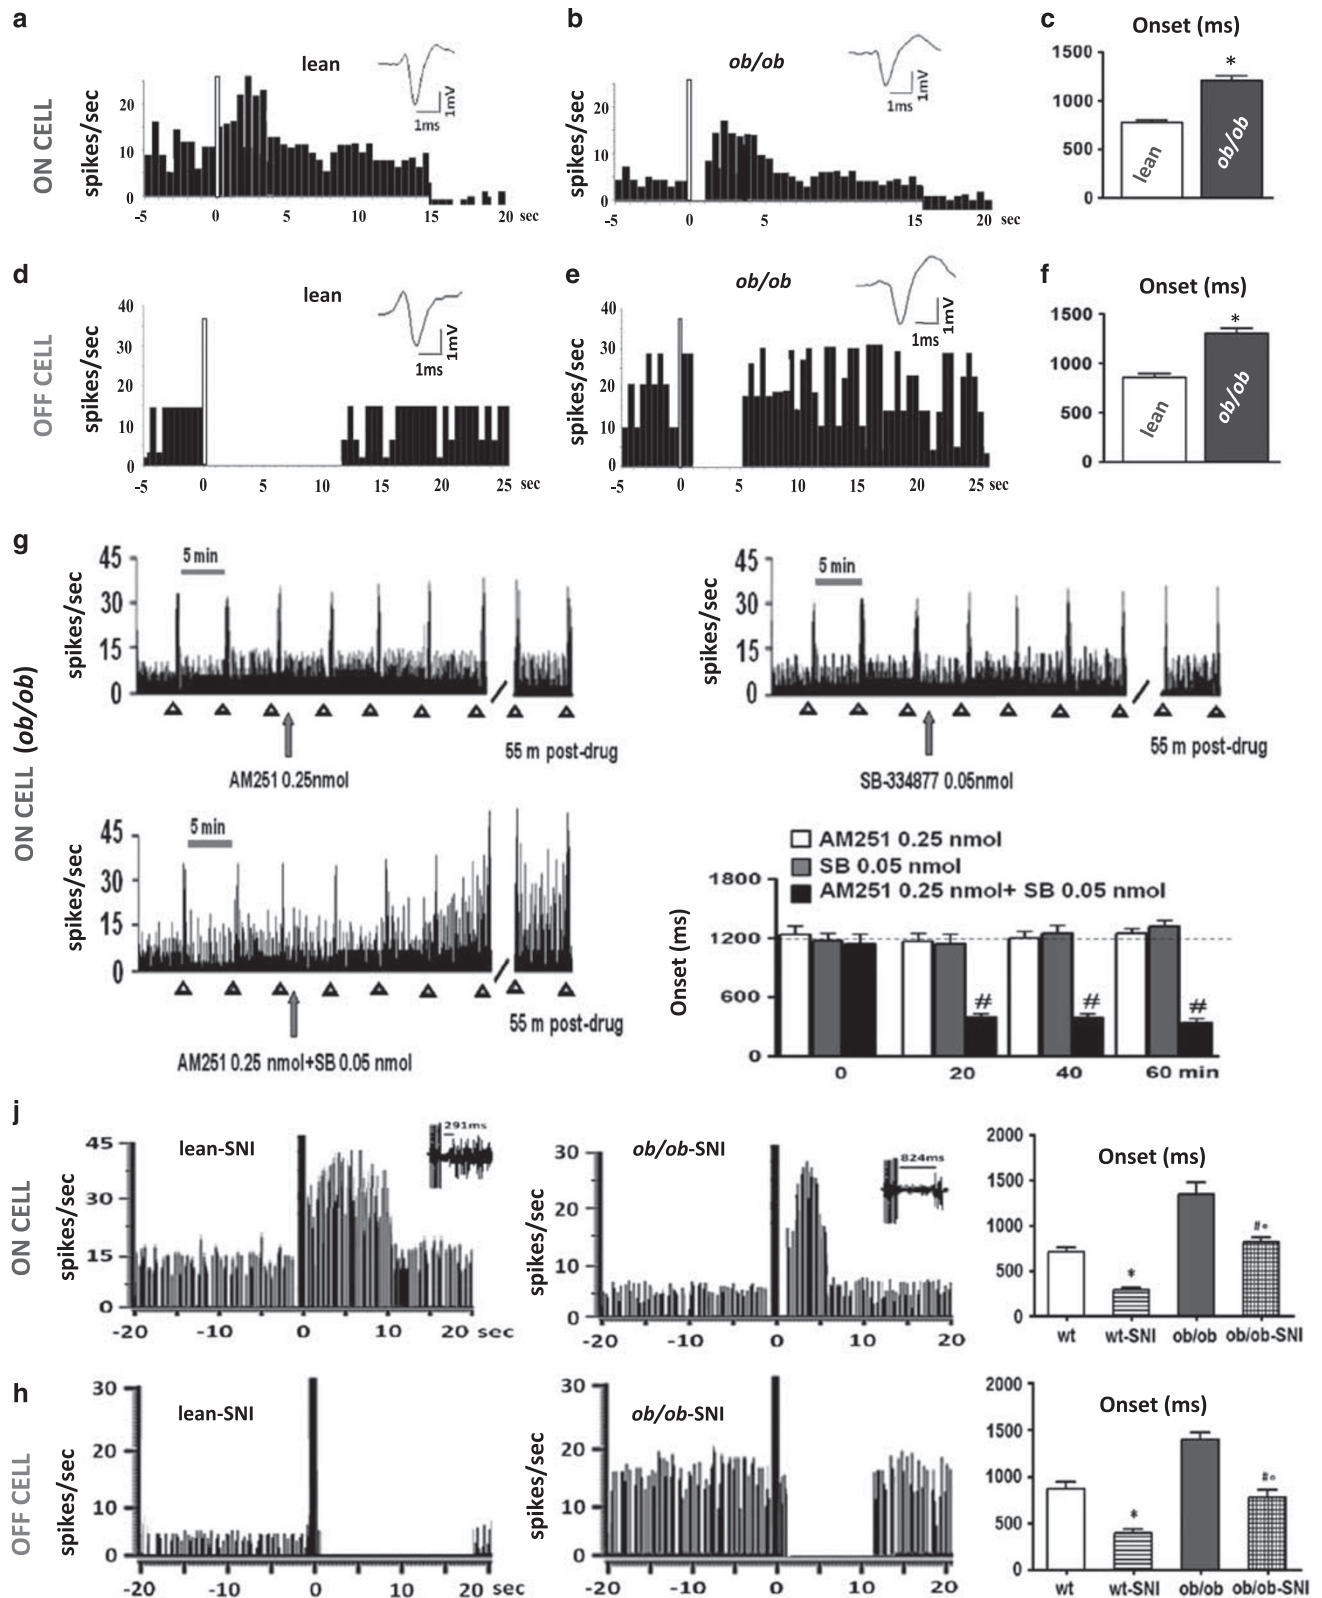 a
b
c
lean
ob/ob
Onset (ms)
ON CELL
spikes/sec
20
10
0
1ms
1mV
-5 0 5 10 15 20 sec
spikes/sec
20
10
0
1ms
1mV
-5 0 5 15 20 sec
1500
1000
500
0
*
lean
ob/ob
d
e
f
lean
ob/ob
Onset (ms)
OFF CELL
spikes/sec
40
30
20
10
0
1ms
1mV
-5 0 5 10 15 20 25 sec
spikes/sec
40
30
20
10
0
1ms
1mV
-5 0 5 10 15 20 25 sec
1500
1000
500
0
*
lean
ob/ob
g
ON CELL (ob/ob)
spikes/sec
45
30
15
0
5 min
55 m post-drug
AM251 0.25nmol
spikes/sec
45
30
15
0
5 min
55 m post-drug
SB-334877 0.05nmol
spikes/sec
45
30
15
0
5 min
55 m post-drug
AM251 0.25 nmol+SB 0.05 nmol
AM251 0.25 nmol
SB 0.05 nmol
AM251 0.25 nmol+ SB 0.05 nmol
Onset (ms)
1800
1200
600
0
# # #
0 20 40 60 min
j
ON CELL
lean-SNI
spikes/sec
45
30
15
0
291ms
-20 -10 0 10 20 sec
ob/ob-SNI
spikes/sec
30
20
10
0
824ms
-20 -10 0 10 20
Onset (ms)
2000
1500
1000
500
0
*
#°
wt wt-SNI ob/ob ob/ob-SNI
h
OFF CELL
lean-SNI
spikes/sec
30
20
10
0
-20 -10 0 10 20 sec
ob/ob-SNI
spikes/sec
30
20
10
0
-20 -10 0 10 20
Onset (ms)
2000
1500
1000
500
0
*
#°
wt wt-SNI ob/ob ob/ob-SNI